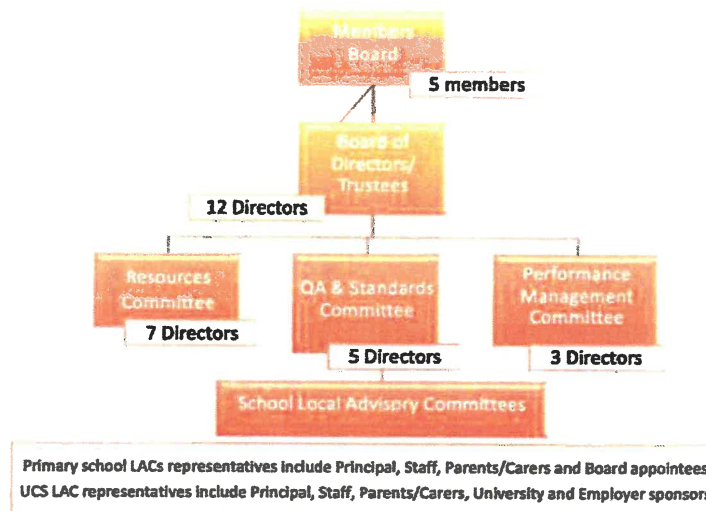 Members
Board
5 members
Board of
Directors/
Trustees
12 Directors
Resources
Committee
7 Directors
QA & Standards
Committee
5 Directors
Performance
Management
Committee
3 Directors
School Local Advisory Committees
Primary school LACs representatives include Principal, Staff, Parents/Carers and Board appointees
UCS LAC representatives include Principal, Staff, Parents/Carers, University and Employer sponsors